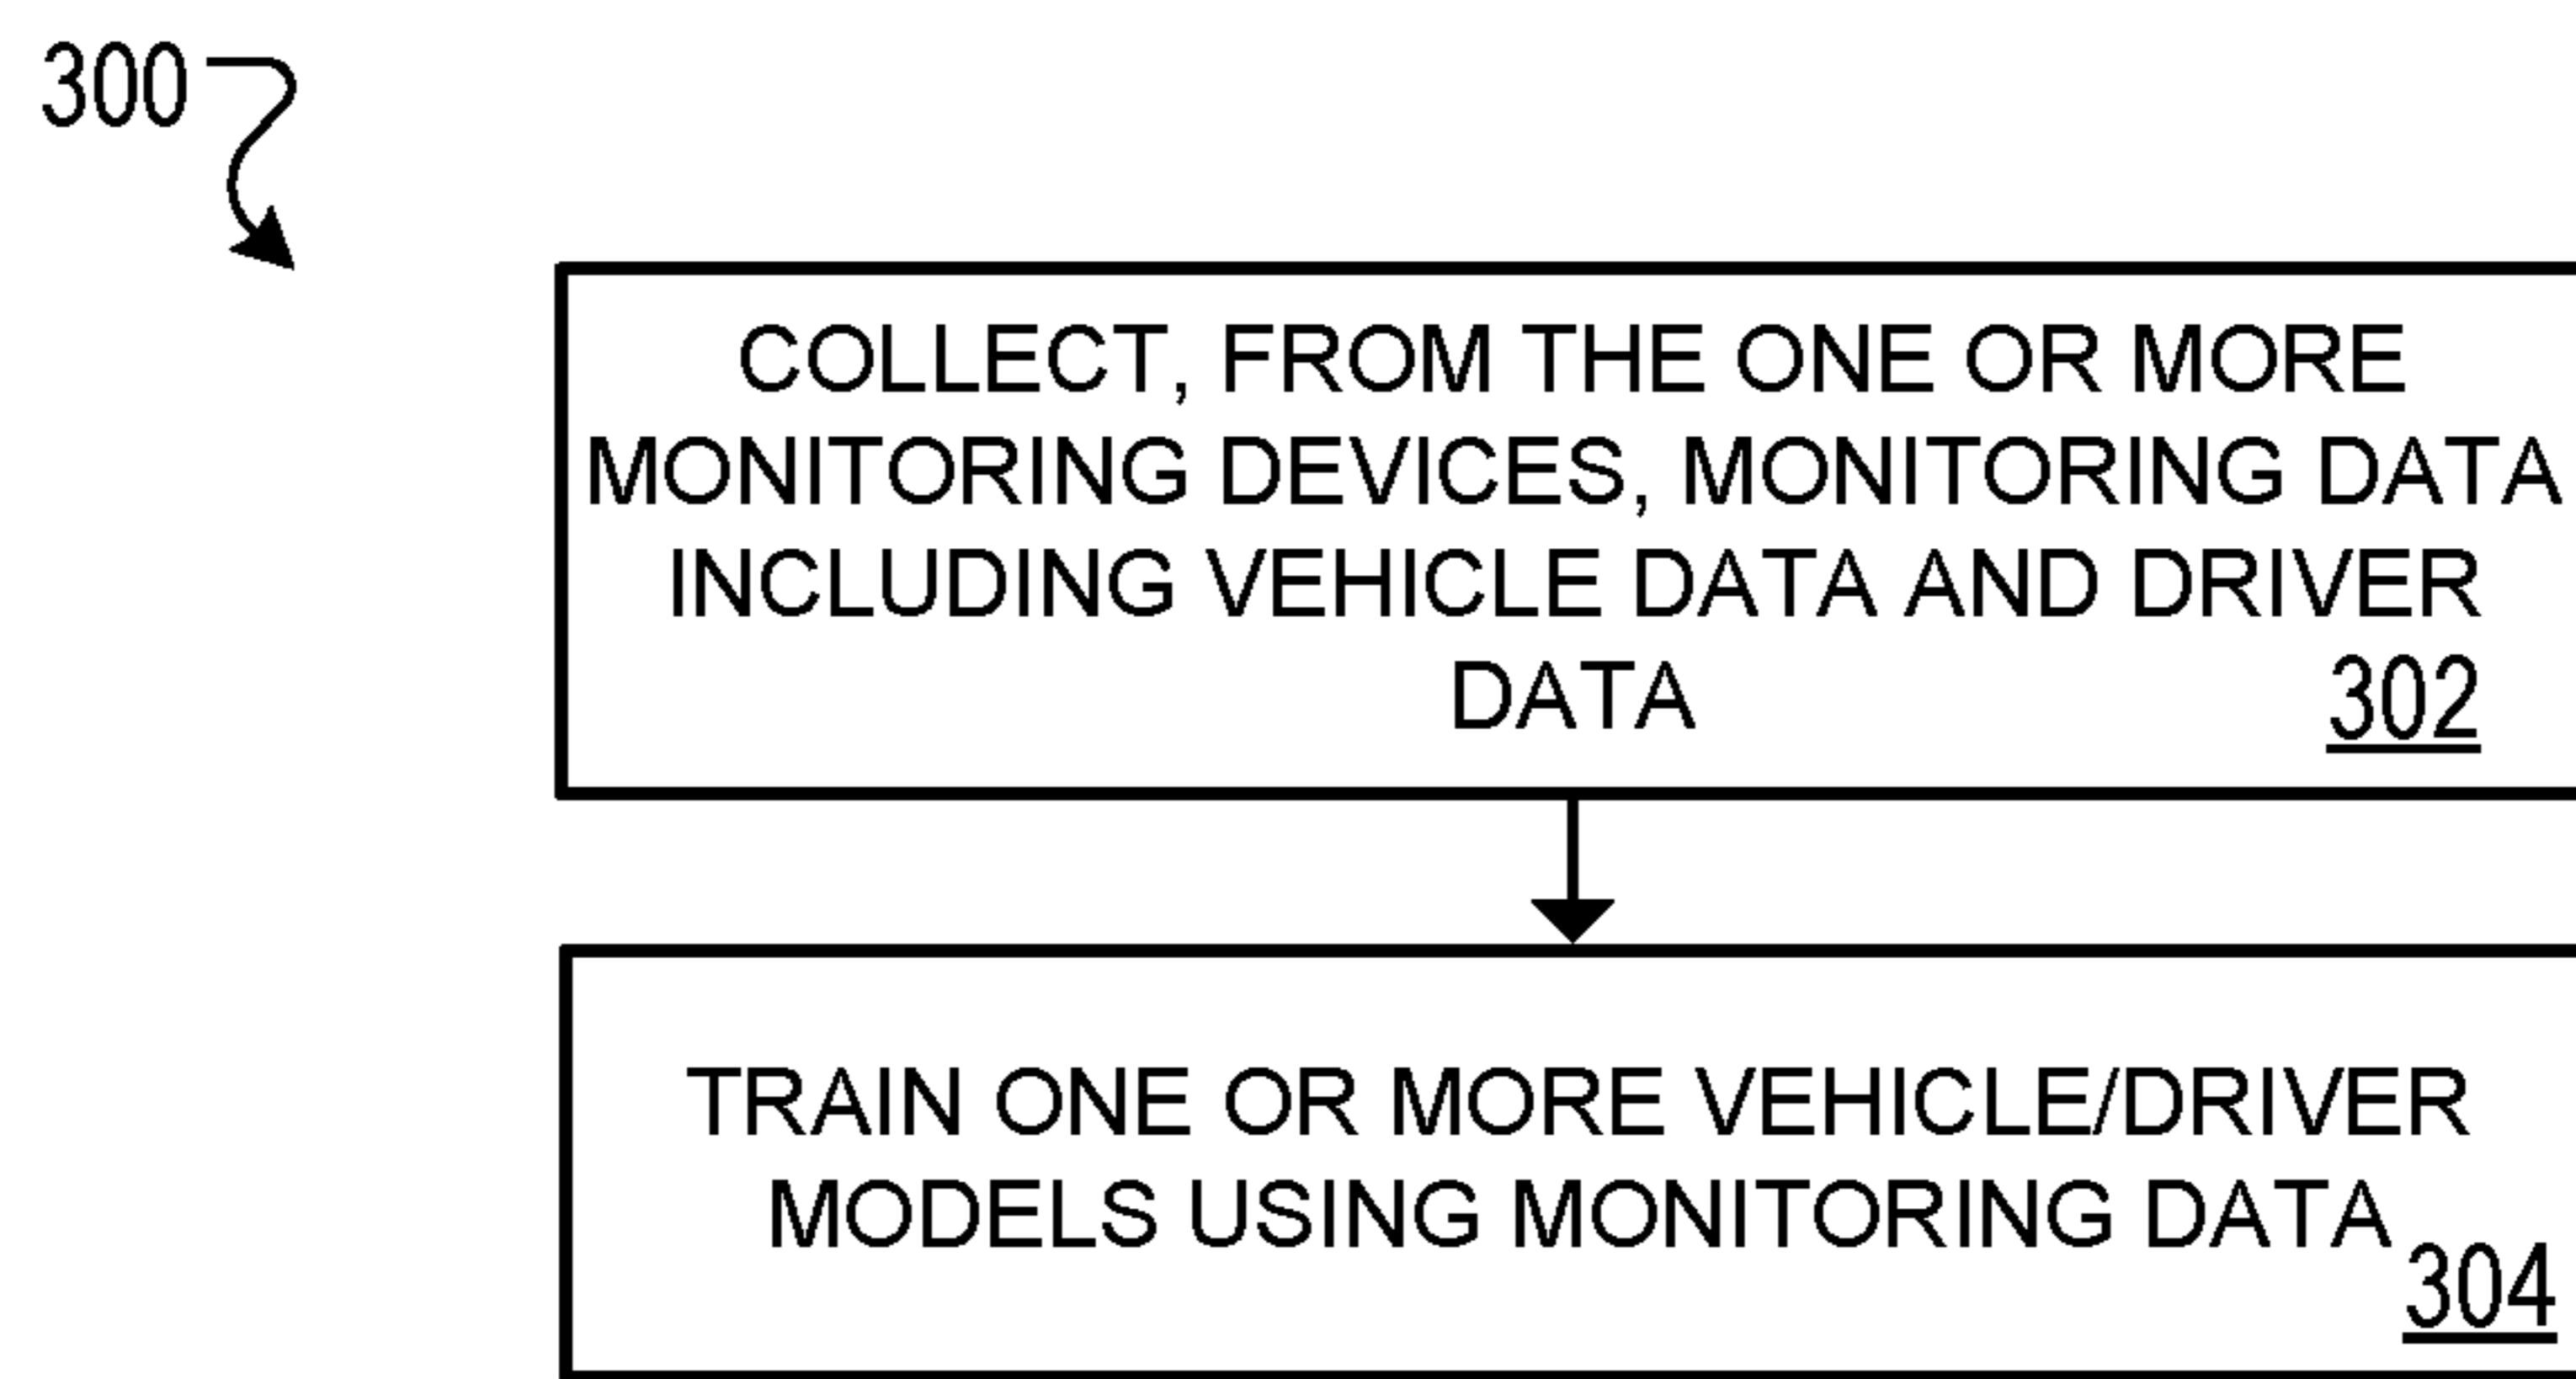 300
COLLECT, FROM THE ONE OR MORE
MONITORING DEVICES, MONITORING DATA
INCLUDING VEHICLE DATA AND DRIVER
DATA
302
TRAIN ONE OR MORE VEHICLE/DRIVER
MODELS USING MONITORING DATA
304